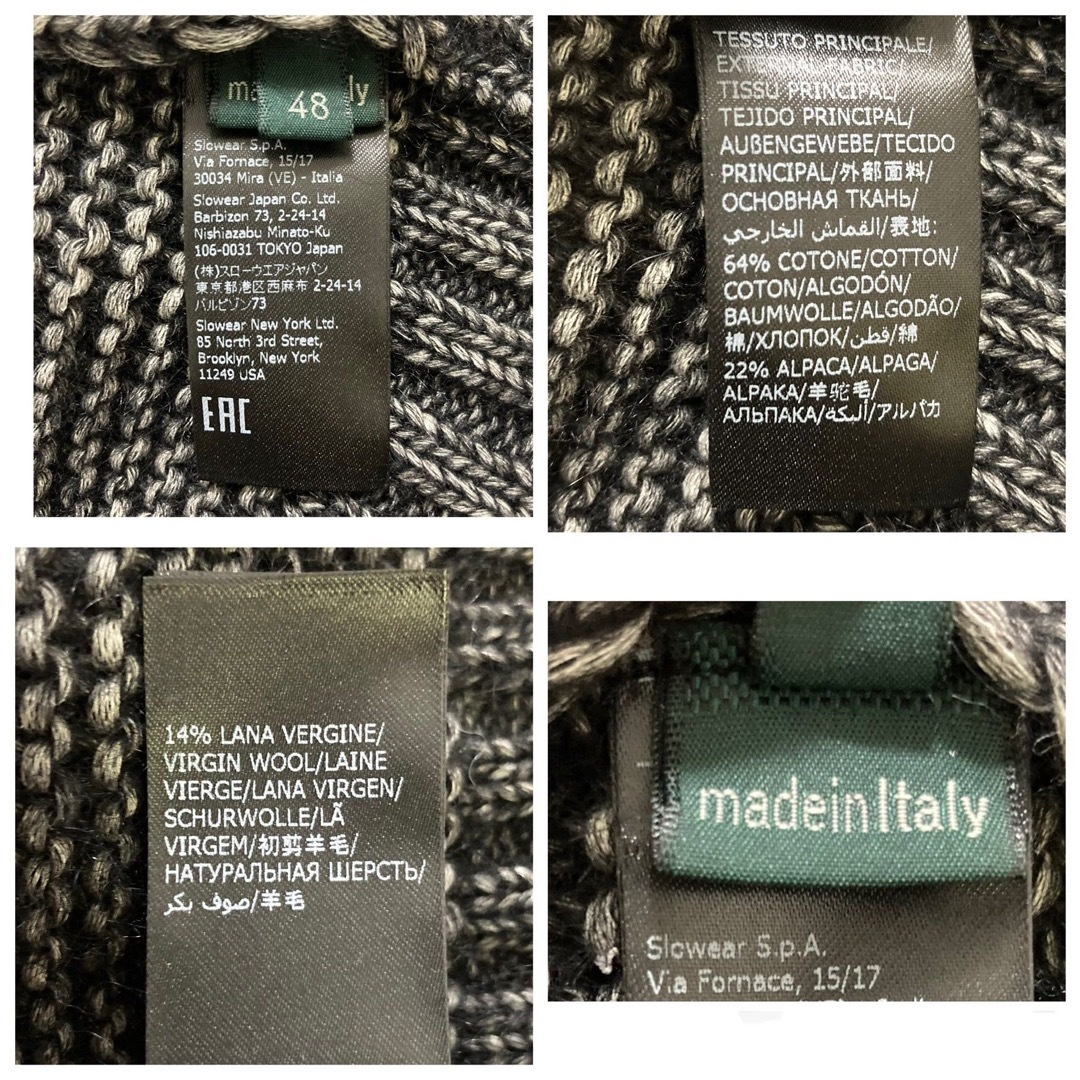 48
Slowear S.p.A.
Via Fornace, 15/17
30034 Mira (VE) - Italia
Slowear Japan Co. Ltd.
Barbizon 73, 2-24-14
Nishiazabu Minato-Ku
106-0031 TOKYO Japan
(株)スローウエアジャパン
東京都港区西麻布 2-24-14
バルビゾン73
Slowear New York Ltd.
85 North 3rd Street,
Brooklyn, New York
11249 USA
EAC
TESSUTO PRINCIPALE/
EXTERNAL FABRIC/
TISSU PRINCIPAL/
TEJIDO PRINCIPAL/
AUßENGEWEBE/TECIDO
PRINCIPAL/外部面料/
ОСНОВНАЯ ТКАНЬ/
القماش الخارجي/表地:
64% COTONE/COTTON/
COTON/ALGODÓN/
BAUMWOLLE/ALGODÃO/
棉/ХЛОПОК/قطن/綿
22% ALPACA/ALPAGA/
ALPAKA/羊驼毛/
АЛЬПАКА/ألبكة/アルパカ
14% LANA VERGINE/
VIRGIN WOOL/LAINE
VIERGE/LANA VIRGEN/
SCHURWOLLE/LÃ
VIRGEM/初剪羊毛/
НАТУРАЛЬНАЯ ШЕРСТЬ/
صوف بكر/羊毛
madeinItaly
Slowear S.p.A.
Via Fornace, 15/17